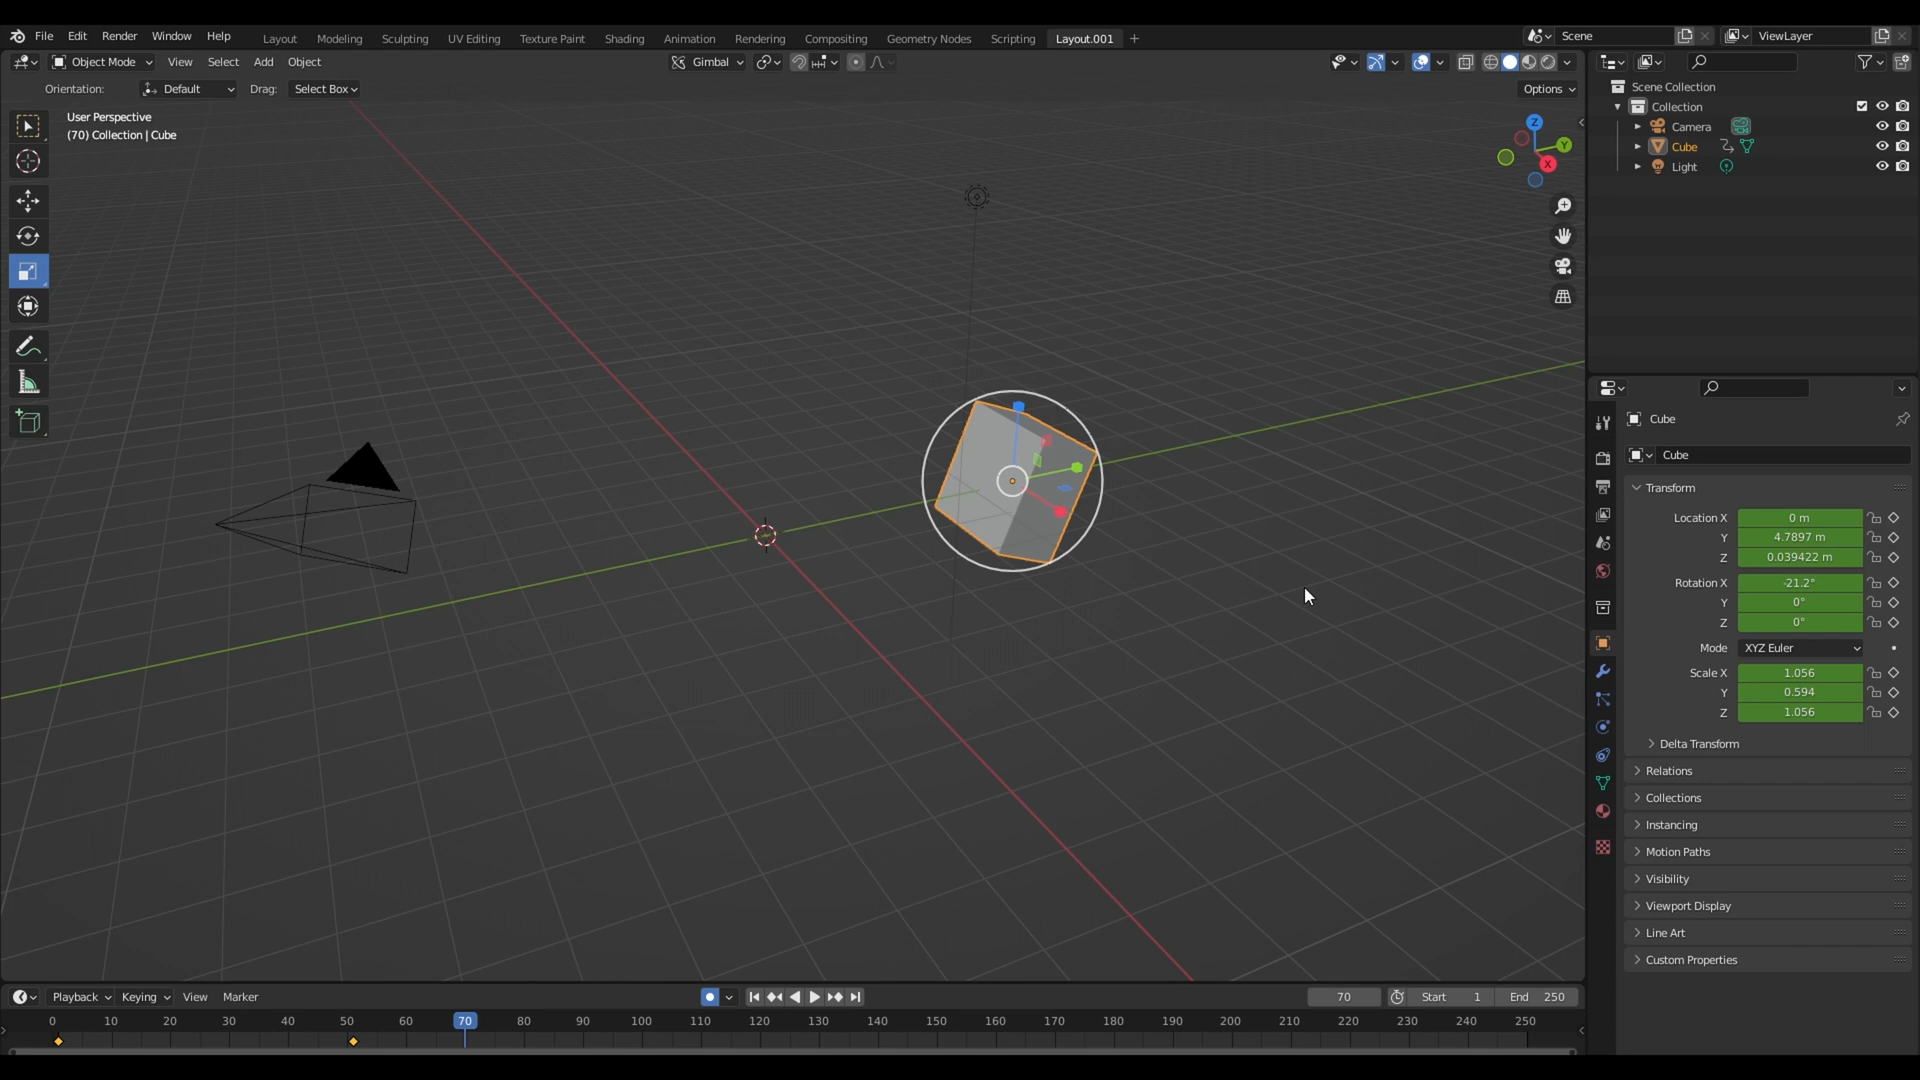 File Edit Render Window Help Layout Modeling Sculpting UV Editing Texture Paint Shading Animation Rendering Compositing Geometry Nodes Scripting Layout.001 + Scene ViewLayer
Object Mode View Select Add Object Gimbal
Orientation: Default Drag: Select Box Options
User Perspective
(70) Collection | Cube
Z
Y
X
Scene Collection
Collection
Camera
Cube
Light
Cube
Cube
Transform
Location X 0 m
Y 4.7897 m
Z 0.039422 m
Rotation X -21.2°
Y 0°
Z 0°
Mode XYZ Euler
Scale X 1.056
Y 0.594
Z 1.056
Delta Transform
Relations
Collections
Instancing
Motion Paths
Visibility
Viewport Display
Line Art
Custom Properties
Playback Keying View Marker 70 Start 1 End 250
0 10 20 30 40 50 60 70 80 90 100 110 120 130 140 150 160 170 180 190 200 210 220 230 240 250